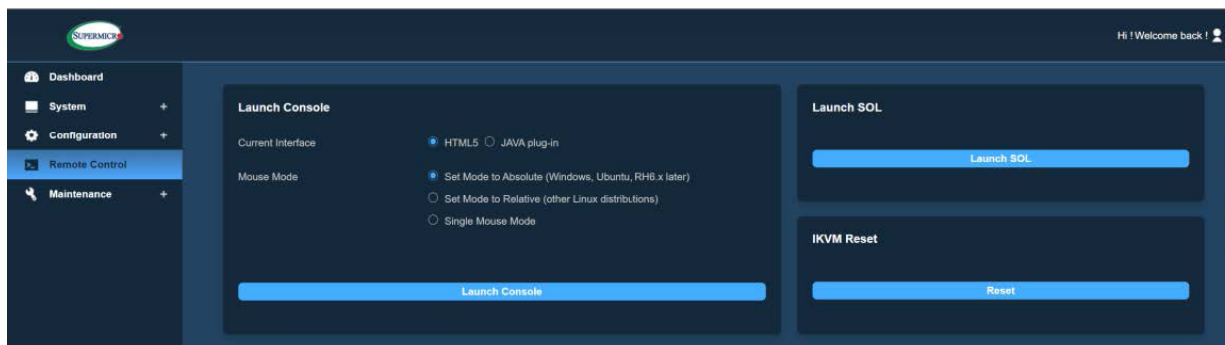 SUPERMICR
Hi ! Welcome back !
Dashboard
System +
Configuration +
Remote Control
Maintenance +
Launch Console
Current Interface HTML5 JAVA plug-in
Mouse Mode Set Mode to Absolute (Windows, Ubuntu, RH6.x later)
Set Mode to Relative (other Linux distributions)
Single Mouse Mode
Launch Console
Launch SOL
Launch SOL
IKVM Reset
Reset